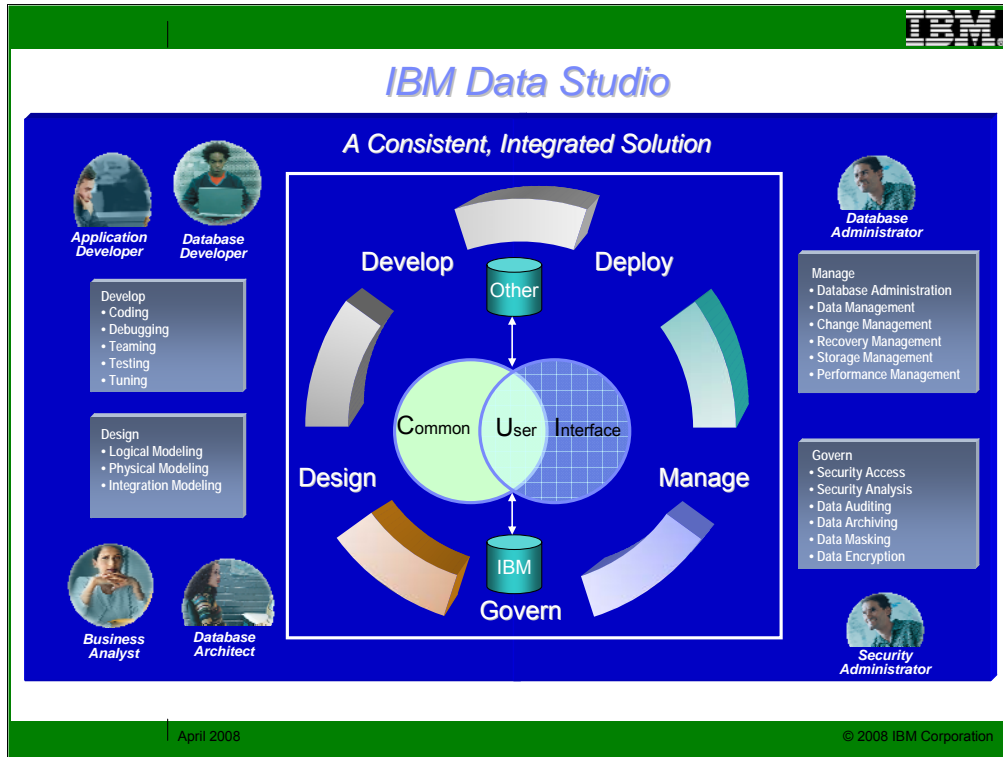 IBM
IBM Data Studio
A Consistent, Integrated Solution
Application
Developer
Database
Developer
Develop
• Coding
• Debugging
• Teaming
• Testing
• Tuning
Design
• Logical Modeling
• Physical Modeling
• Integration Modeling
Business
Analyst
Database
Architect
Develop
Deploy
Other
Common
User
Interface
Design
Manage
IBM
Govern
Database
Administrator
Manage
• Database Administration
• Data Management
• Change Management
• Recovery Management
• Storage Management
• Performance Management
Govern
• Security Access
• Security Analysis
• Data Auditing
• Data Archiving
• Data Masking
• Data Encryption
Security
Administrator
April 2008
© 2008 IBM Corporation